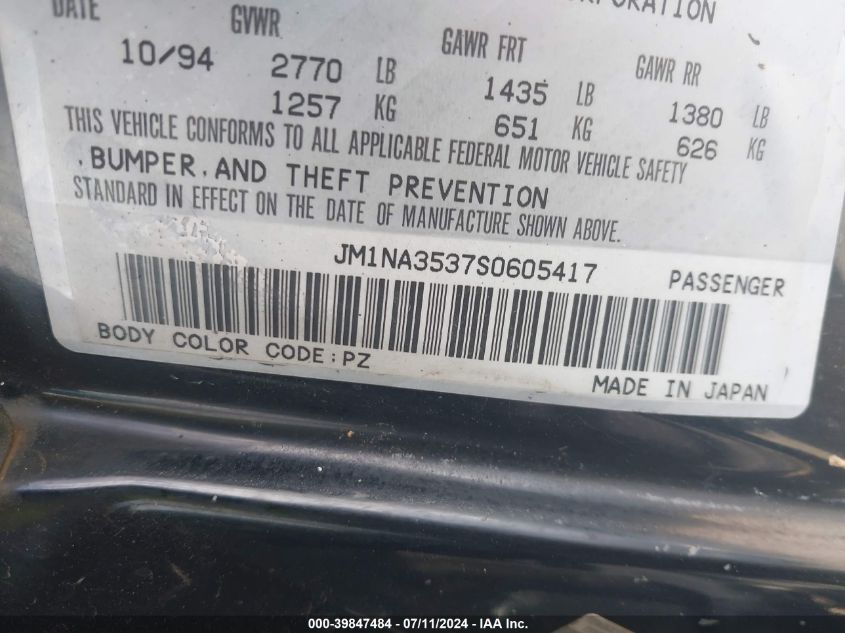 CORPORATION
DATE GVWR GAWR FRT GAWR RR
10/94 2770 LB 1435 LB 1380 LB
1257 KG 651 KG 626 KG
THIS VEHICLE CONFORMS TO ALL APPLICABLE FEDERAL MOTOR VEHICLE SAFETY
, BUMPER, AND THEFT PREVENTION
STANDARD IN EFFECT ON THE DATE OF MANUFACTURE SHOWN ABOVE.
JM1NA3537S0605417 PASSENGER
BODY COLOR CODE:PZ
MADE IN JAPAN
000-39847484 - 07/11/2024 - IAAI Inc.